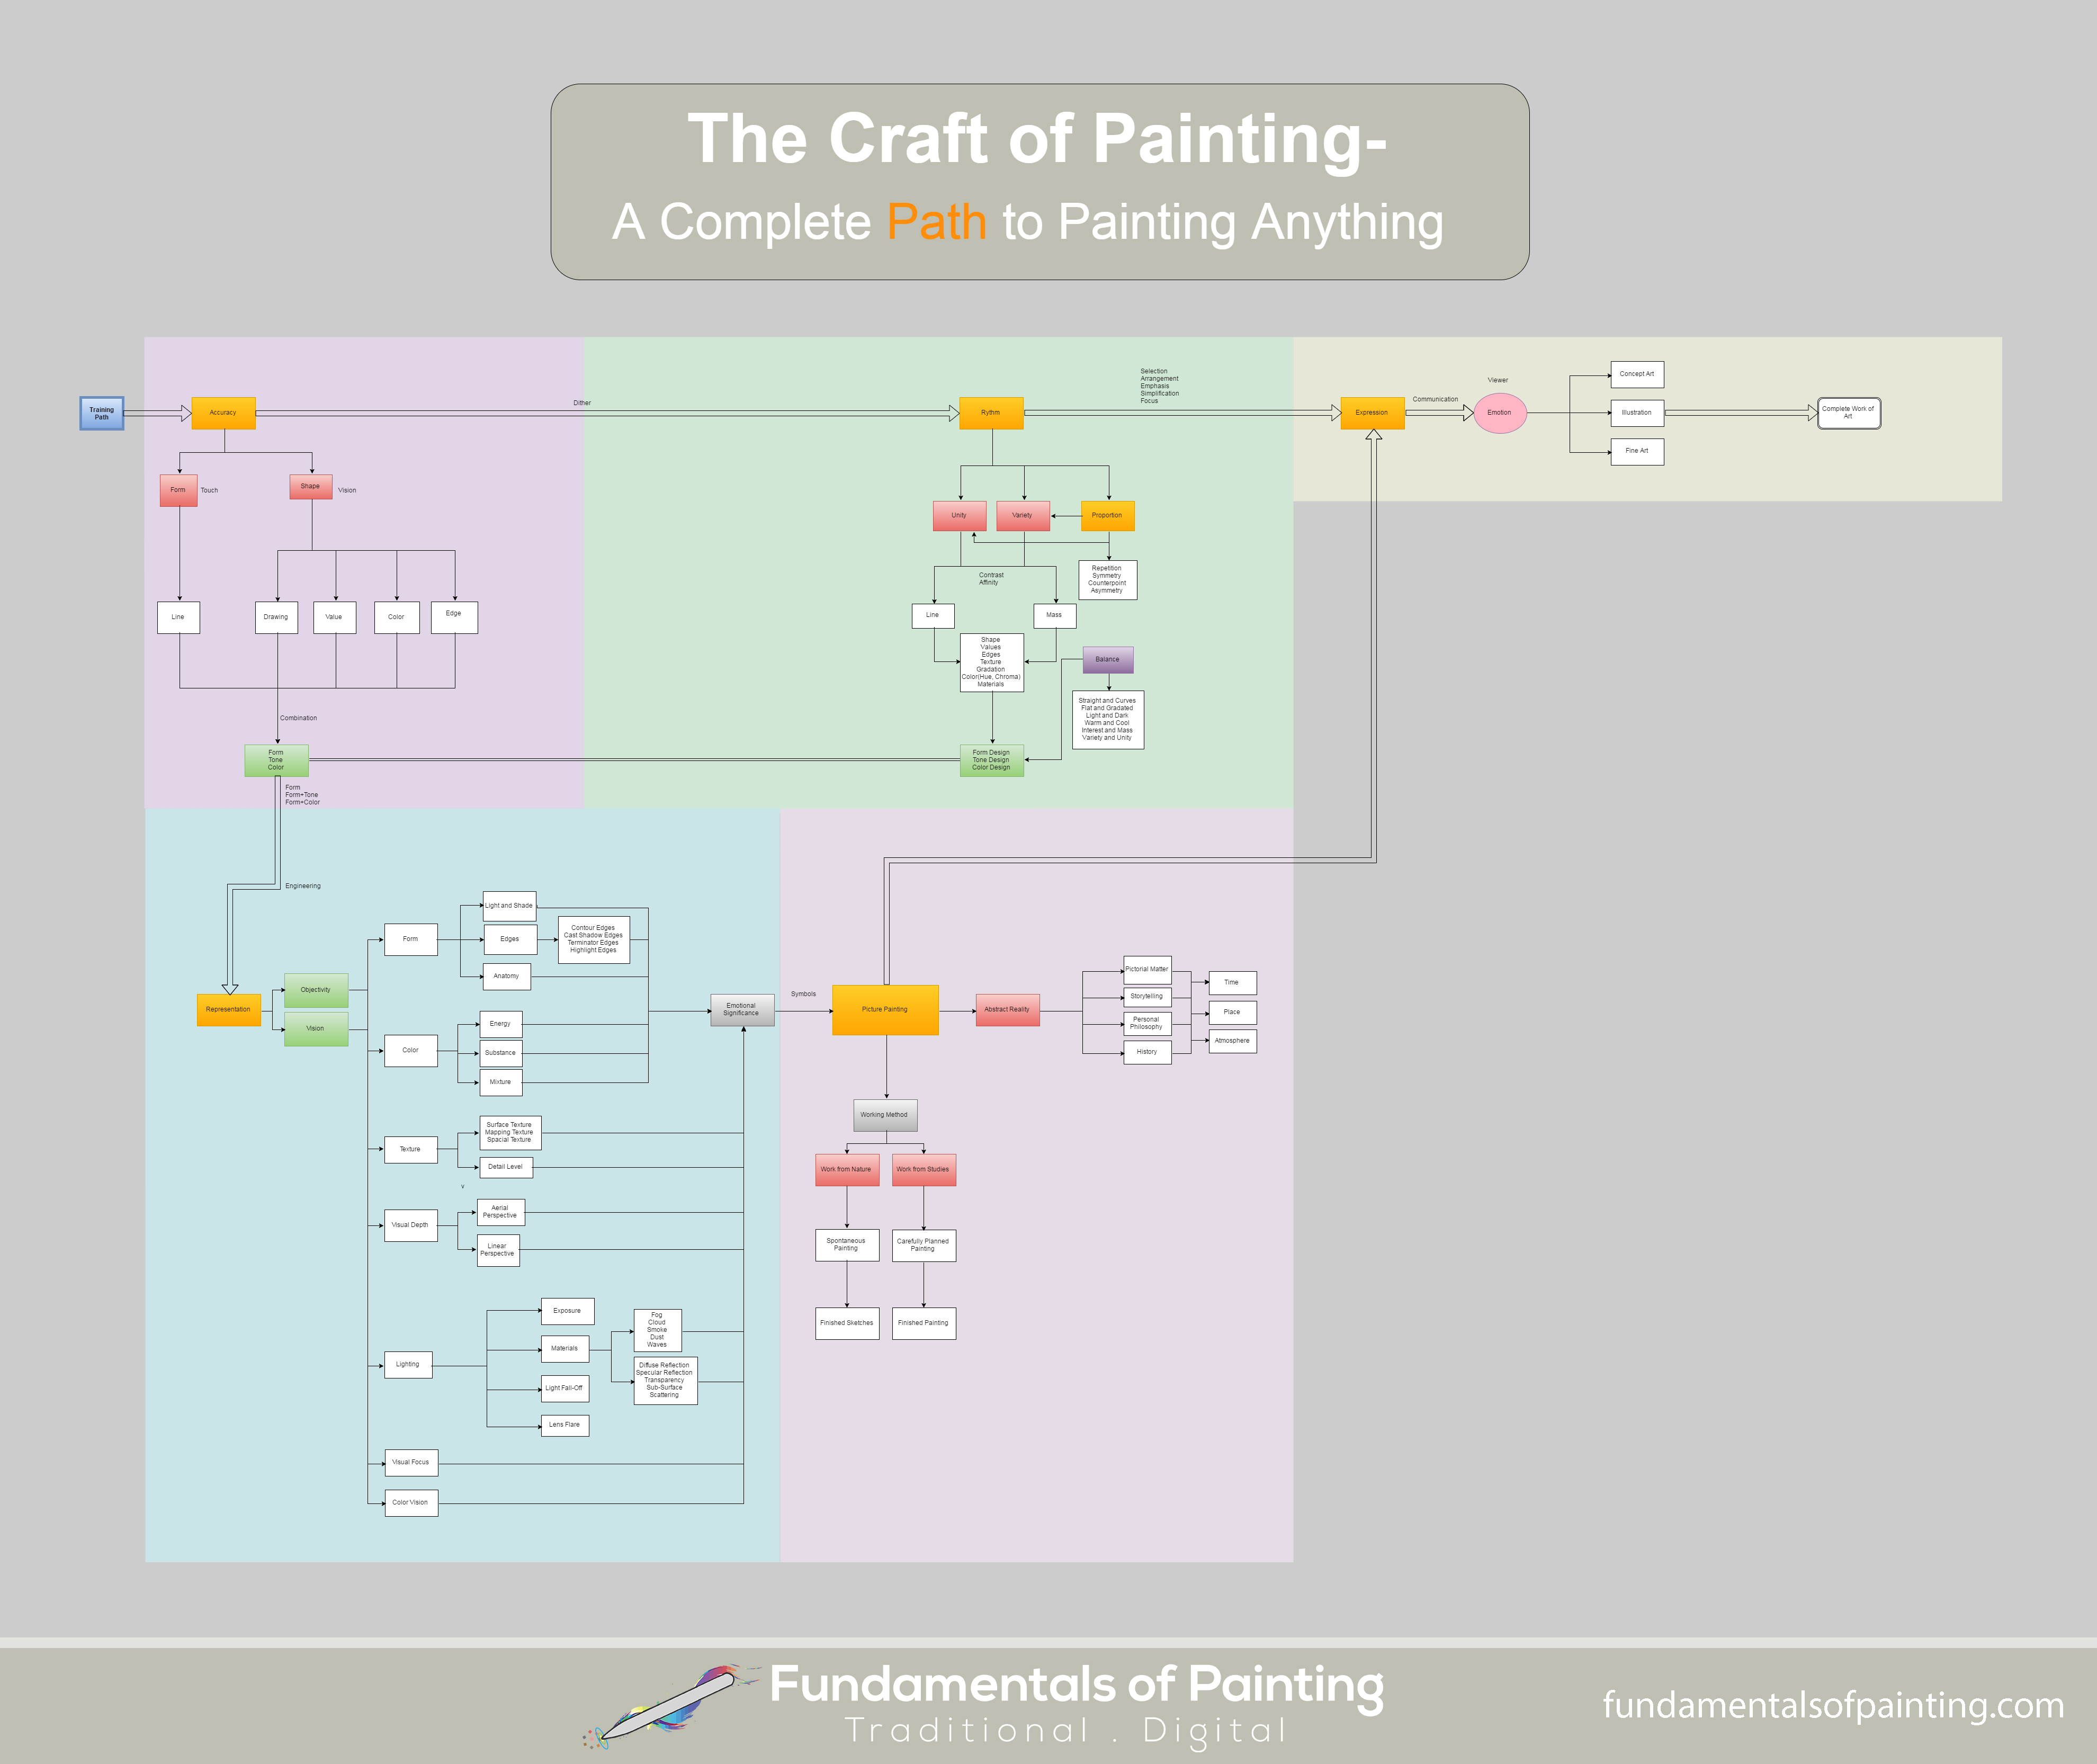 The Craft of Painting-
A Complete Path to Painting Anything
Training
Path
Accuracy
Dither
Rythm
Selection
Arrangement
Emphasis
Simplification
Focus
Expression
Communication
Viewer
Emotion
Concept Art
Illustration
Fine Art
Complete Work of
Art
Form
Touch
Shape
Vision
Line
Drawing
Value
Color
Edge
Combination
Form
Tone
Color
Form
Form+Tone
Form+Color
Unity
Variety
Proportion
Repetition
Symmetry
Counterpoint
Asymmetry
Contrast
Affinity
Line
Mass
Shape
Values
Edges
Texture
Gradation
Color(Hue, Chroma)
Materials
Balance
Straight and Curves
Flat and Gradated
Light and Dark
Warm and Cool
Interest and Mass
Variety and Unity
Form Design
Tone Design
Color Design
Engineering
Representation
Objectivity
Vision
Form
Light and Shade
Edges
Contour Edges
Cast Shadow Edges
Terminator Edges
Highlight Edges
Anatomy
Color
Energy
Substance
Mixture
Texture
Surface Texture
Mapping Texture
Spacial Texture
Detail Level
v
Visual Depth
Aerial
Perspective
Linear
Perspective
Lighting
Exposure
Materials
Fog
Cloud
Smoke
Dust
Waves
Diffuse Reflection
Specular Reflection
Transparency
Sub-Surface
Scattering
Light Fall-Off
Lens Flare
Visual Focus
Color Vision
Emotional
Significance
Symbols
Picture Painting
Abstract Reality
Pictorial Matter
Storytelling
Personal
Philosophy
History
Time
Place
Atmosphere
Working Method
Work from Nature
Work from Studies
Spontaneous
Painting
Carefully Planned
Painting
Finished Sketches
Finished Painting
Fundamentals of Painting
Traditional . Digital
fundamentalsofpainting.com